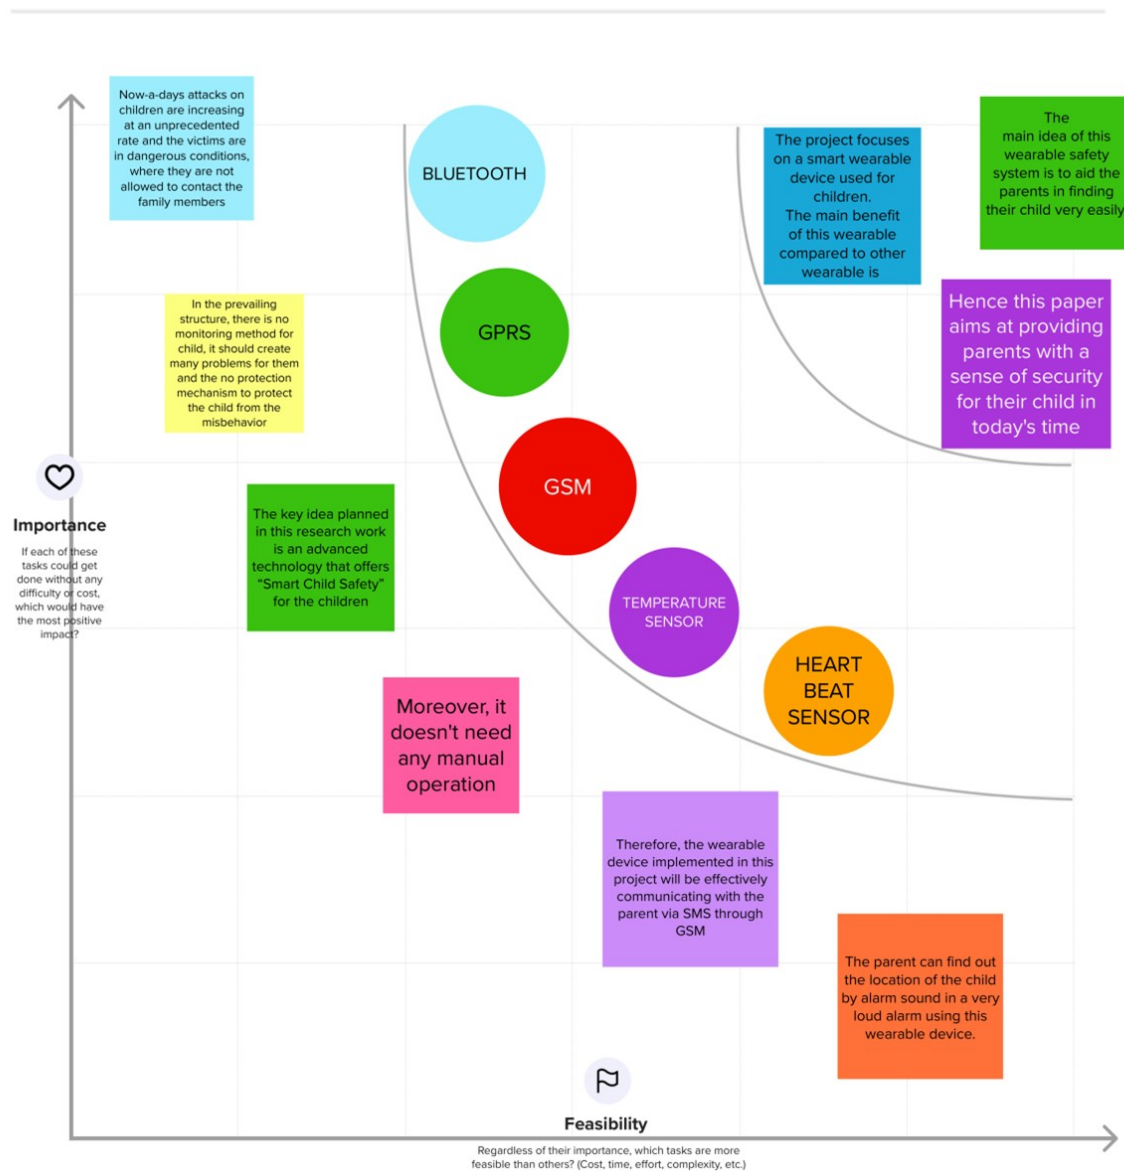 Now-a-days attacks on
children are increasing
at an unprecedented
rate and the victims are
in dangerous conditions,
where they are not
allowed to contact the
family members
BLUETOOTH
The project focuses
on a smart wearable
device used for
children.
The main benefit
of this wearable
compared to other
wearable is
The
main idea of this
wearable safety
system is to aid the
parents in finding
their child very easily
In the prevailing
structure, there is no
monitoring method for
child, it should create
many problems for them
and the no protection
mechanism to protect
the child from the
misbehavior
GPRS
Hence this paper
aims at providing
parents with a
sense of security
for their child in
today's time
GSM
Importance
If each of these
tasks could get
done without any
difficulty or cost,
which would have
the most positive
impact?
The key idea planned
in this research work
is an advanced
technology that offers
“Smart Child Safety”
for the children
TEMPERATURE
SENSOR
HEART
BEAT
SENSOR
Moreover, it
doesn't need
any manual
operation
Therefore, the wearable
device implemented in this
project will be effectively
communicating with the
parent via SMS through
GSM
The parent can find out
the location of the child
by alarm sound in a very
loud alarm using this
wearable device.
Feasibility
Regardless of their importance, which tasks are more
feasible than others? (Cost, time, effort, complexity, etc.)